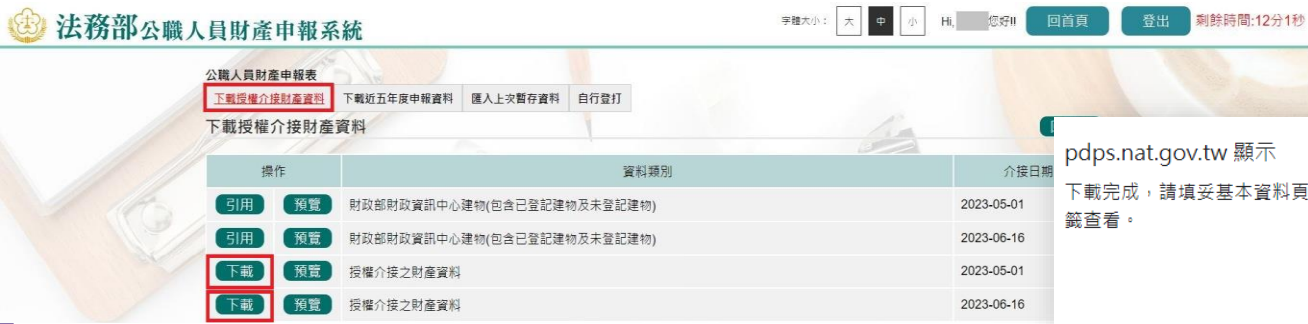 法務部公職人員財產申報系統
字體大小： 大 中 小 Hi, 您好!! 回首頁 登出 剩餘時間:12分1秒
公職人員財產申報表
下載授權介接財產資料 下載近五年度申報資料 匯入上次暫存資料 自行登打
下載授權介接財產資料
操作 資料類別 介接日期
引用 預覽 財政部財政資訊中心建物(包含已登記建物及未登記建物) 2023-05-01
引用 預覽 財政部財政資訊中心建物(包含已登記建物及未登記建物) 2023-06-16
下載 預覽 授權介接之財產資料 2023-05-01
下載 預覽 授權介接之財產資料 2023-06-16
pdps.nat.gov.tw 顯示
下載完成，請填妥基本資料頁
籤查看。